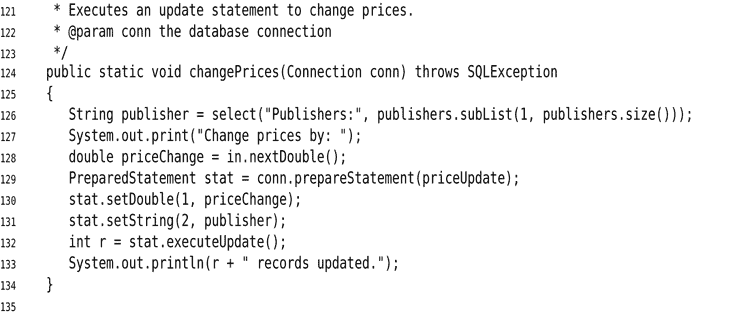 121 * Executes an update statement to change prices.
122 * @param conn the database connection
123 */
124 public static void changePrices(Connection conn) throws SQLException
125 {
126 String publisher = select("Publishers:", publishers.subList(1, publishers.size()));
127 System.out.print("Change prices by: ");
128 double priceChange = in.nextDouble();
129 PreparedStatement stat = conn.prepareStatement(priceUpdate);
130 stat.setDouble(1, priceChange);
131 stat.setString(2, publisher);
132 int r = stat.executeUpdate();
133 System.out.println(r + " records updated.");
134 }
135